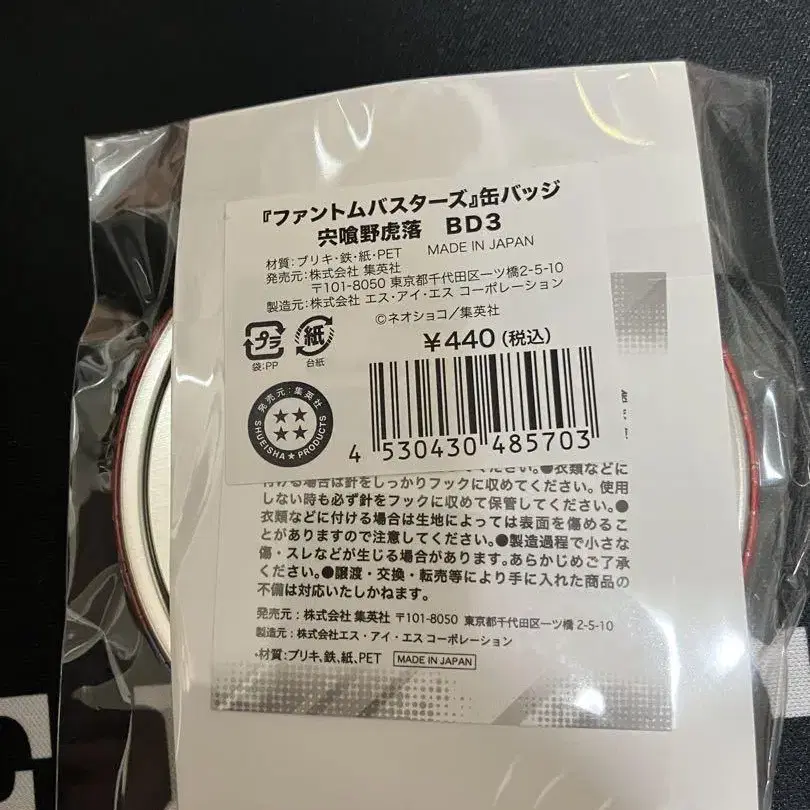 『ファントムバスターズ』缶バッジ
宍喰野虎落 BD3
材質:ブリキ・鉄・紙・PET MADE IN JAPAN
発売元:株式会社 集英社
〒101-8050 東京都千代田区一ツ橋2-5-10
製造元:株式会社 エス・アイ・エス コーポレーション
©ネオショコ/集英社
プラ
袋:PP
紙
台紙
¥440(税込)
発売元:集英社
SHUEISHA★PRODUCTS
4 530430 485703
ください。●衣類などに
付ける場合は針をしっかりフックに収めてください。使用
しない時も必ず針をフックに収めて保管してください。●
衣類などに付ける場合は生地によっては表面を傷めるこ
とがありますので注意してください。●製造過程で小さな
傷・スレなどが生じる場合があります。あらかじめご了承
ください。●譲渡・交換・転売等により手に入れた商品の
不備は対応いたしかねます。
発売元:株式会社 集英社 〒101-8050 東京都千代田区一ツ橋 2-5-10
製造元:株式会社エス・アイ・エス コーポレーション
・材質:ブリキ、鉄、紙、PET MADE IN JAPAN